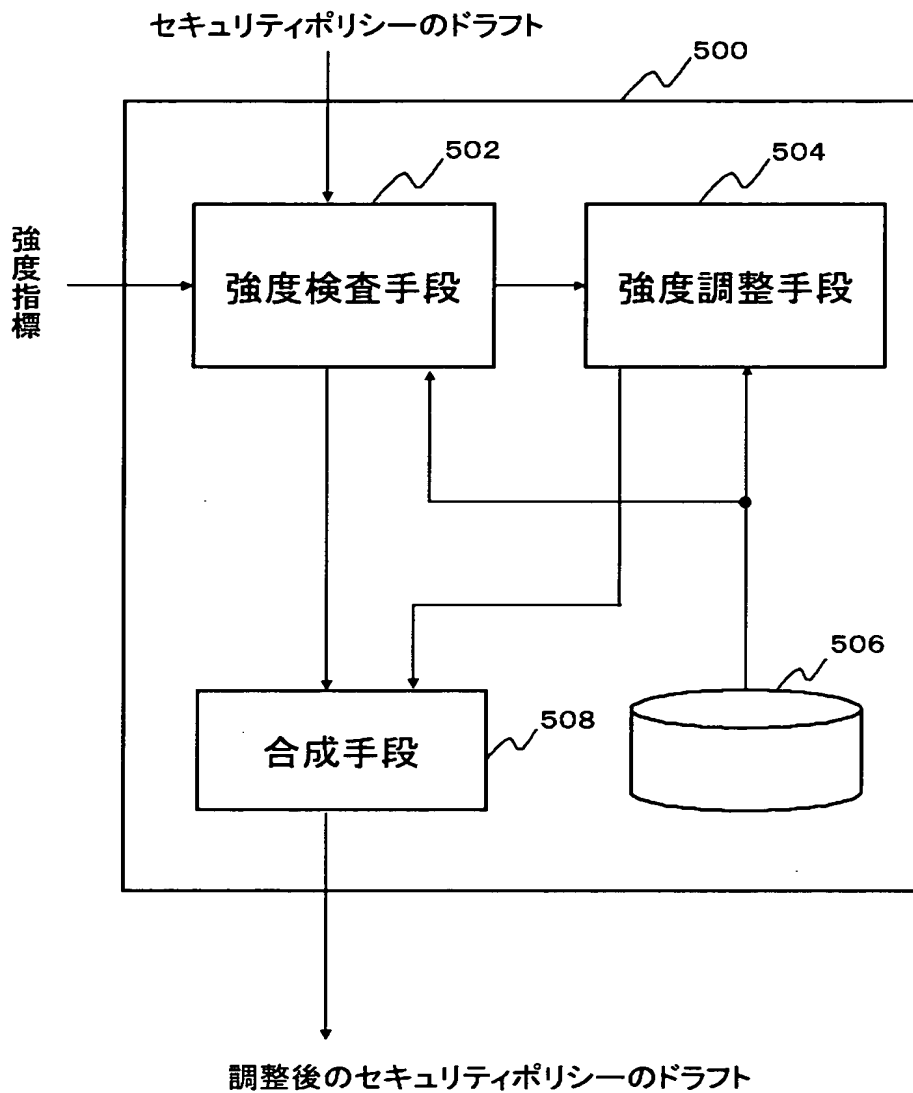 セキュリティポリシーのドラフト
500
502
504
強度指標
強度検査手段
強度調整手段
506
508
合成手段
調整後のセキュリティポリシーのドラフト